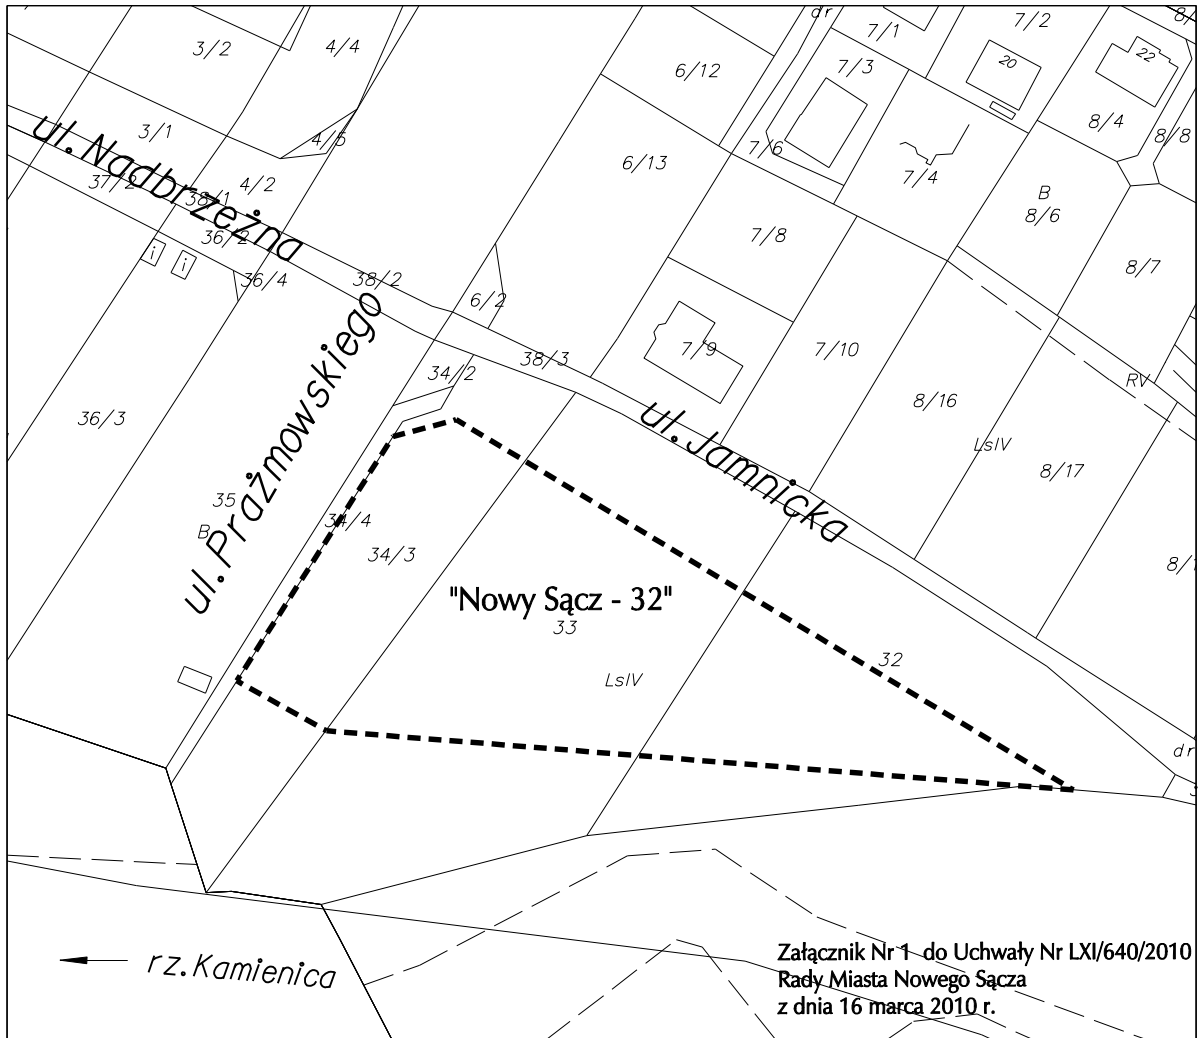 dr
7/1
7/2
8/
3/2
4/4
7/3
20
22
6/12
8/4
8/8
3/1
4/5
7/6
6/13
7/4
ul. Nadbrzeżna
37/2
38/1
4/2
B
8/6
36/2
7/8
i
i
36/4
38/2
8/7
6/2
38/3
7/9
7/10
34/2
RV
36/3
8/16
ul. Prażmowskiego
ul. Jamnicka
LsIV
8/17
35
B
34/4
34/3
8/1
"Nowy Sącz - 32"
33
32
LsIV
dr
rz.Kamienica
Załącznik Nr 1 do Uchwały Nr LXI/640/2010
Rady Miasta Nowego Sącza
z dnia 16 marca 2010 r.